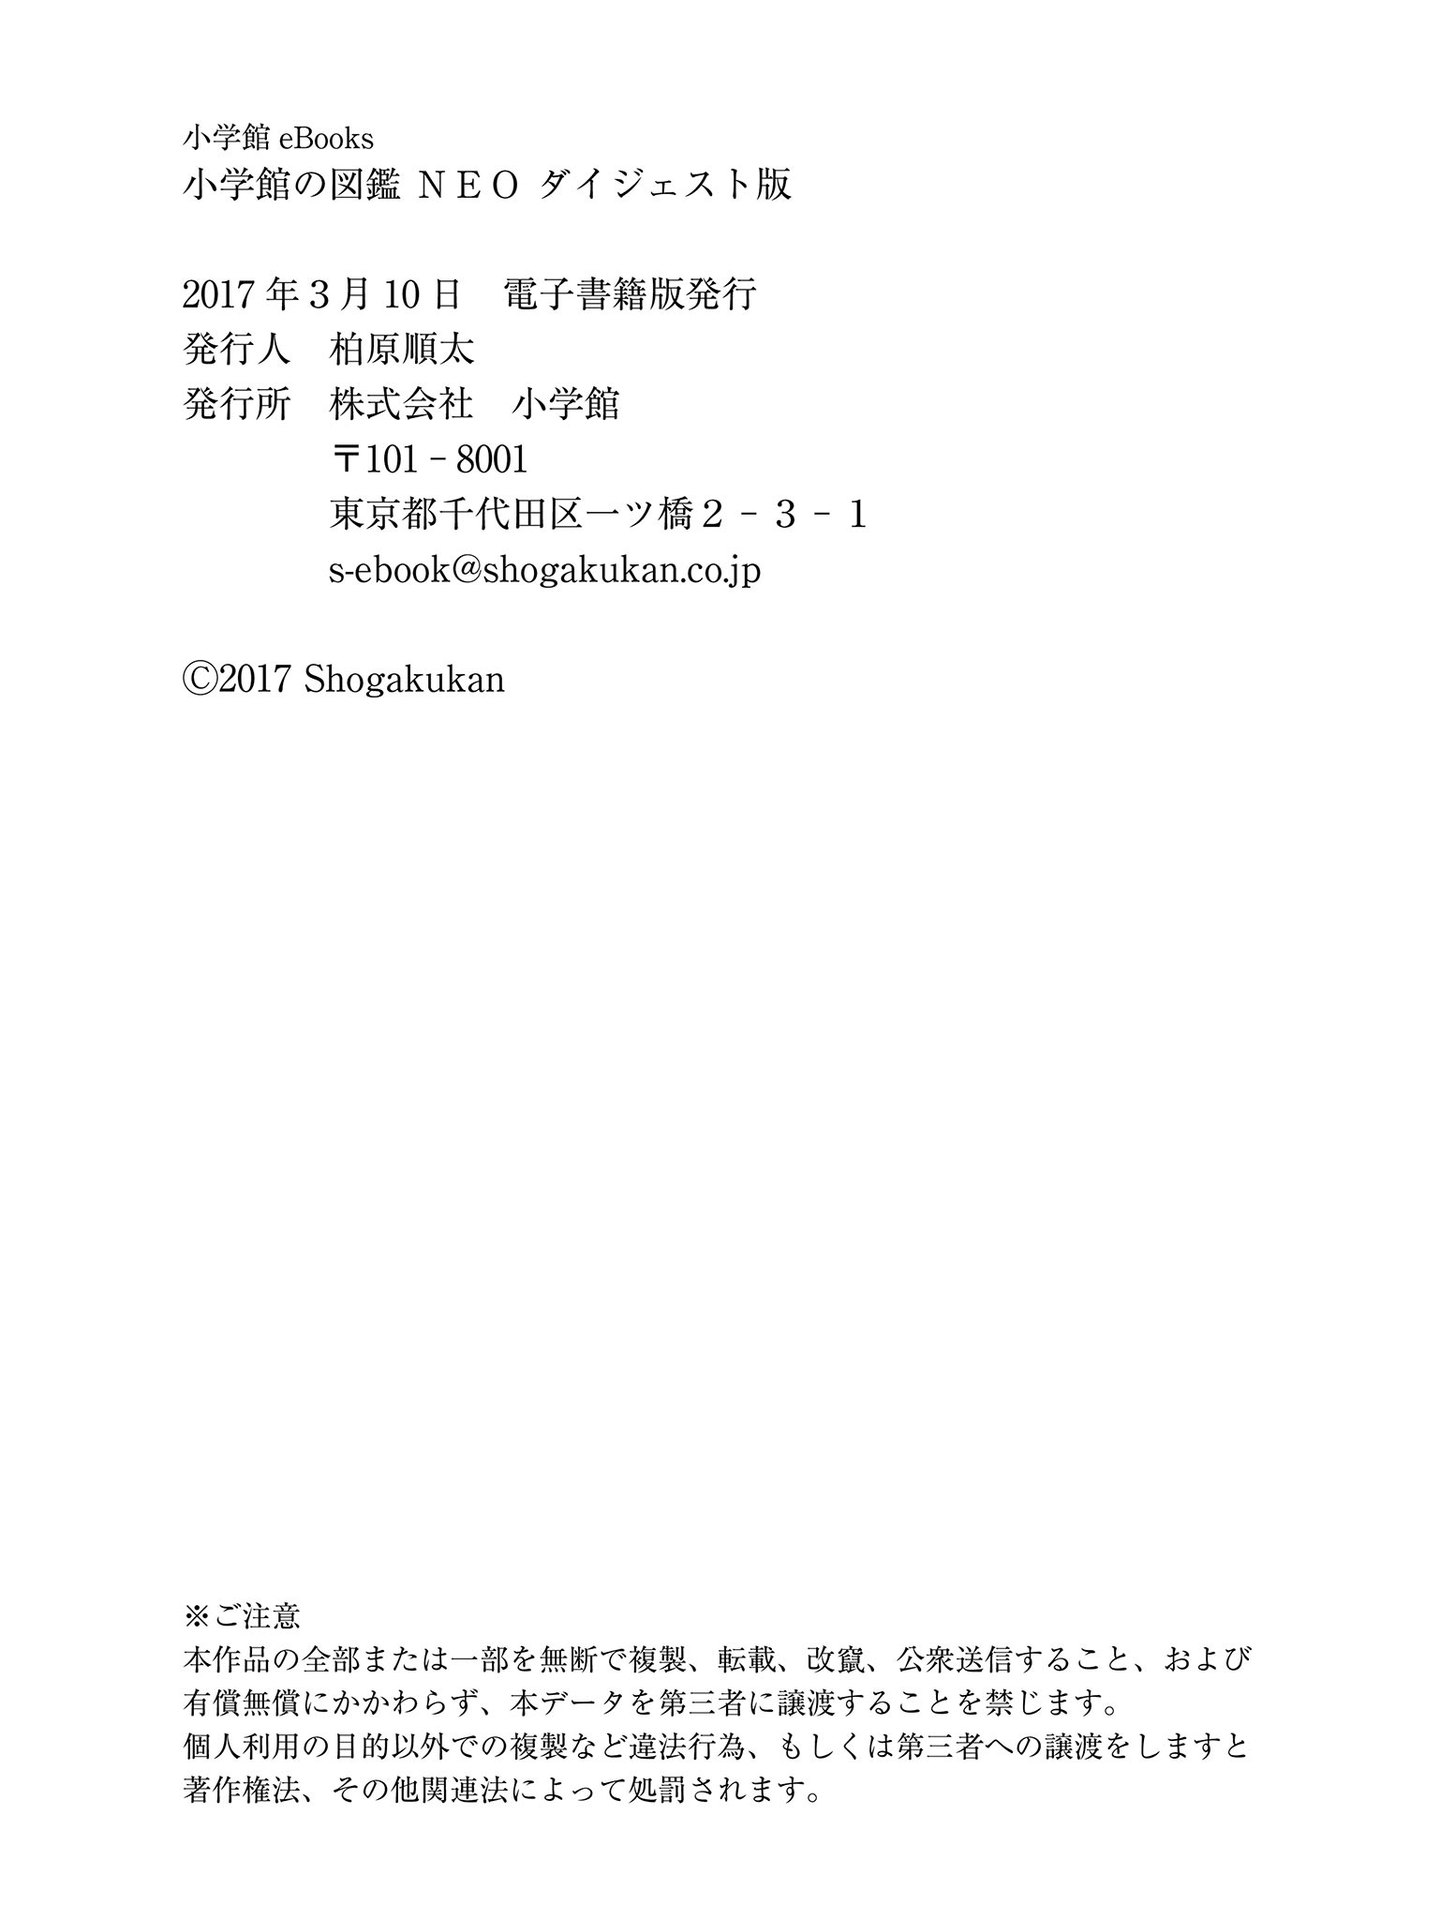 小学館 eBooks
小学館の図鑑 ＮＥＯ ダイジェスト版
2017 年３月 10 日　電子書籍版発行
発行人　柏原順太
発行所　株式会社　小学館
〒101－8001
東京都千代田区一ツ橋２－３－１
s-ebook@shogakukan.co.jp
Ⓒ2017 Shogakukan
※ご注意
本作品の全部または一部を無断で複製、転載、改竄、公衆送信すること、および
有償無償にかかわらず、本データを第三者に譲渡することを禁じます。
個人利用の目的以外での複製など違法行為、もしくは第三者への譲渡をしますと
著作権法、その他関連法によって処罰されます。